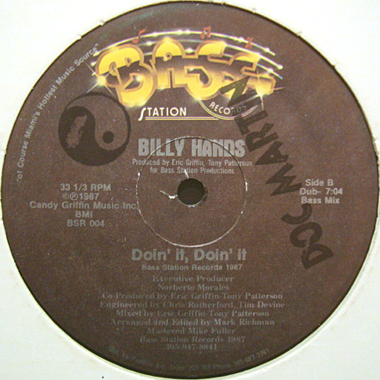 "of Course Miami's Hottest Music Source"
BASS
STATION RECORDS
BILLY HANDS
Produced by Eric Griffin, Tony Patterson
for Bass Station Productions
33 1/3 RPM
©℗1987
Candy Griffin Music Inc
BMI
BSR 004
Side B
Dub- 7:04
Bass Mix
DOC MARTIN
Doin' it, Doin' it
Bass Station Records 1987
Executive Producer
Norberto Morales
Co-Produced by Eric Griffin-Tony Patterson
Engineered by Chris Rutherford, Tim Devine
Mixed by Eric Griffin-Tony Patterson
Arranged and Edited by Mark Richman
Mastered Mike Fuller
Bass Station Records 1987
305-947-8841